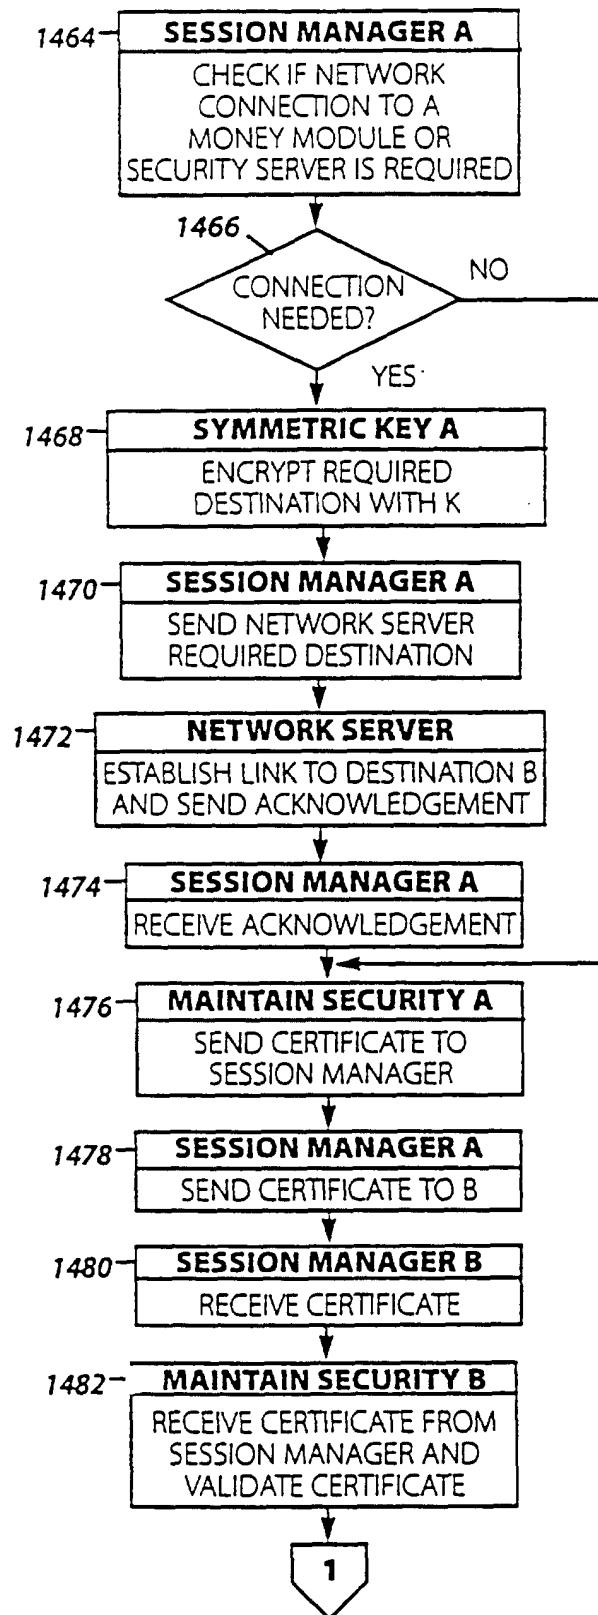 1464
SESSION MANAGER A
CHECK IF NETWORK
CONNECTION TO A
MONEY MODULE OR
SECURITY SERVER IS REQUIRED
1466
CONNECTION
NEEDED?
NO
YES
1468
SYMMETRIC KEY A
ENCRYPT REQUIRED
DESTINATION WITH K
1470
SESSION MANAGER A
SEND NETWORK SERVER
REQUIRED DESTINATION
1472
NETWORK SERVER
ESTABLISH LINK TO DESTINATION B
AND SEND ACKNOWLEDGEMENT
1474
SESSION MANAGER A
RECEIVE ACKNOWLEDGEMENT
1476
MAINTAIN SECURITY A
SEND CERTIFICATE TO
SESSION MANAGER
1478
SESSION MANAGER A
SEND CERTIFICATE TO B
1480
SESSION MANAGER B
RECEIVE CERTIFICATE
1482
MAINTAIN SECURITY B
RECEIVE CERTIFICATE FROM
SESSION MANAGER AND
VALIDATE CERTIFICATE
1